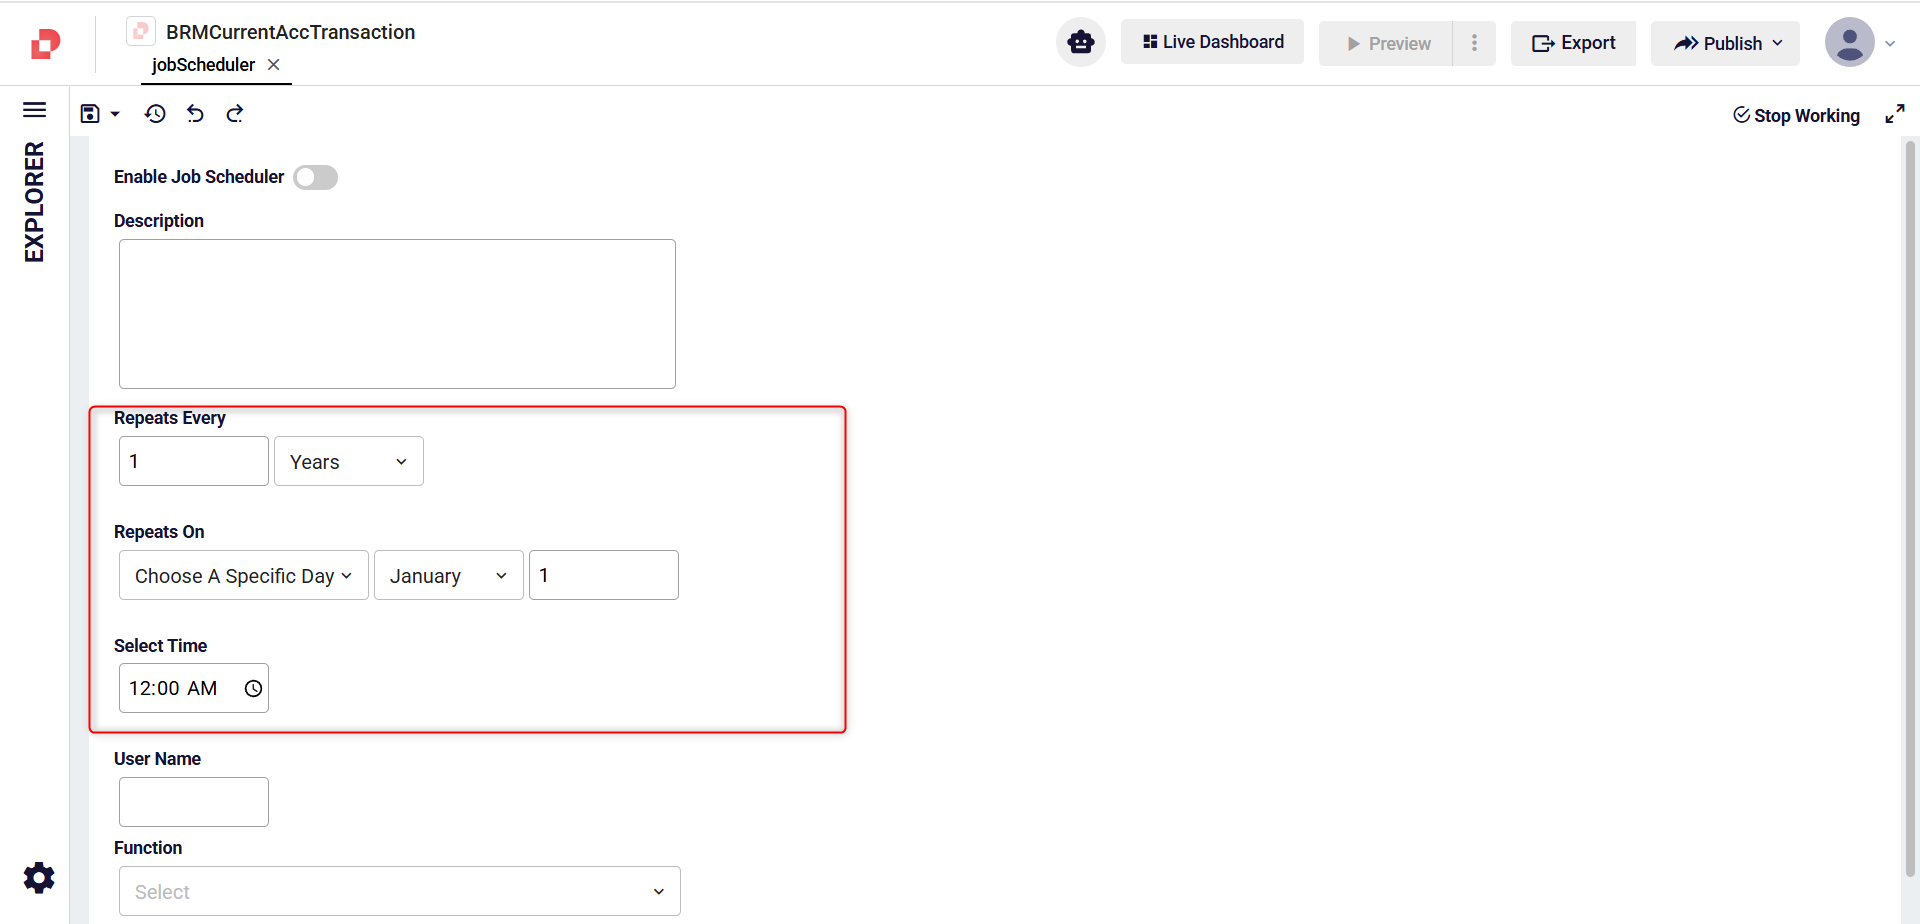 BRMCurrentAccTransaction
jobScheduler
Live Dashboard
Preview
Export
Publish
EXPLORER
Stop Working
Enable Job Scheduler
Description
Repeats Every
1 Years
Repeats On
Choose A Specific Day January 1
Select Time
12:00 AM
User Name
Function
Select